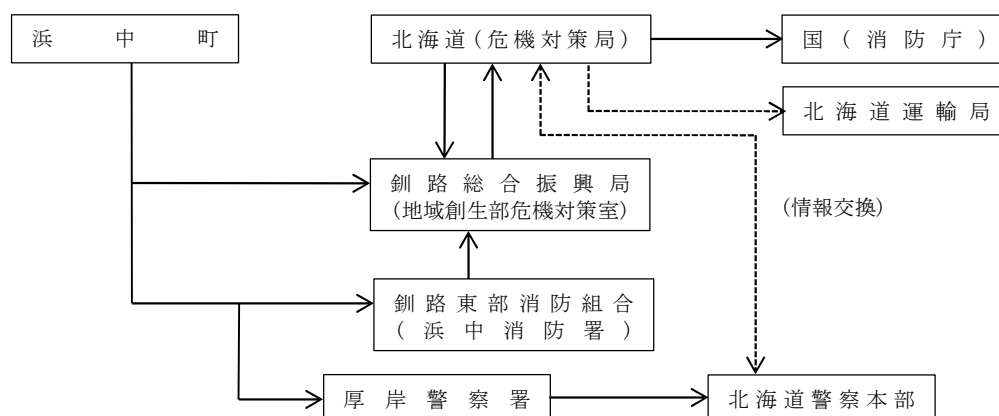 浜中町
北海道(危機対策局)
国(消防庁)
北海道運輸局
釧路総合振興局
(地域創生部危機対策室)
(情報交換)
釧路東部消防組合
(浜中消防署)
厚岸警察署
北海道警察本部